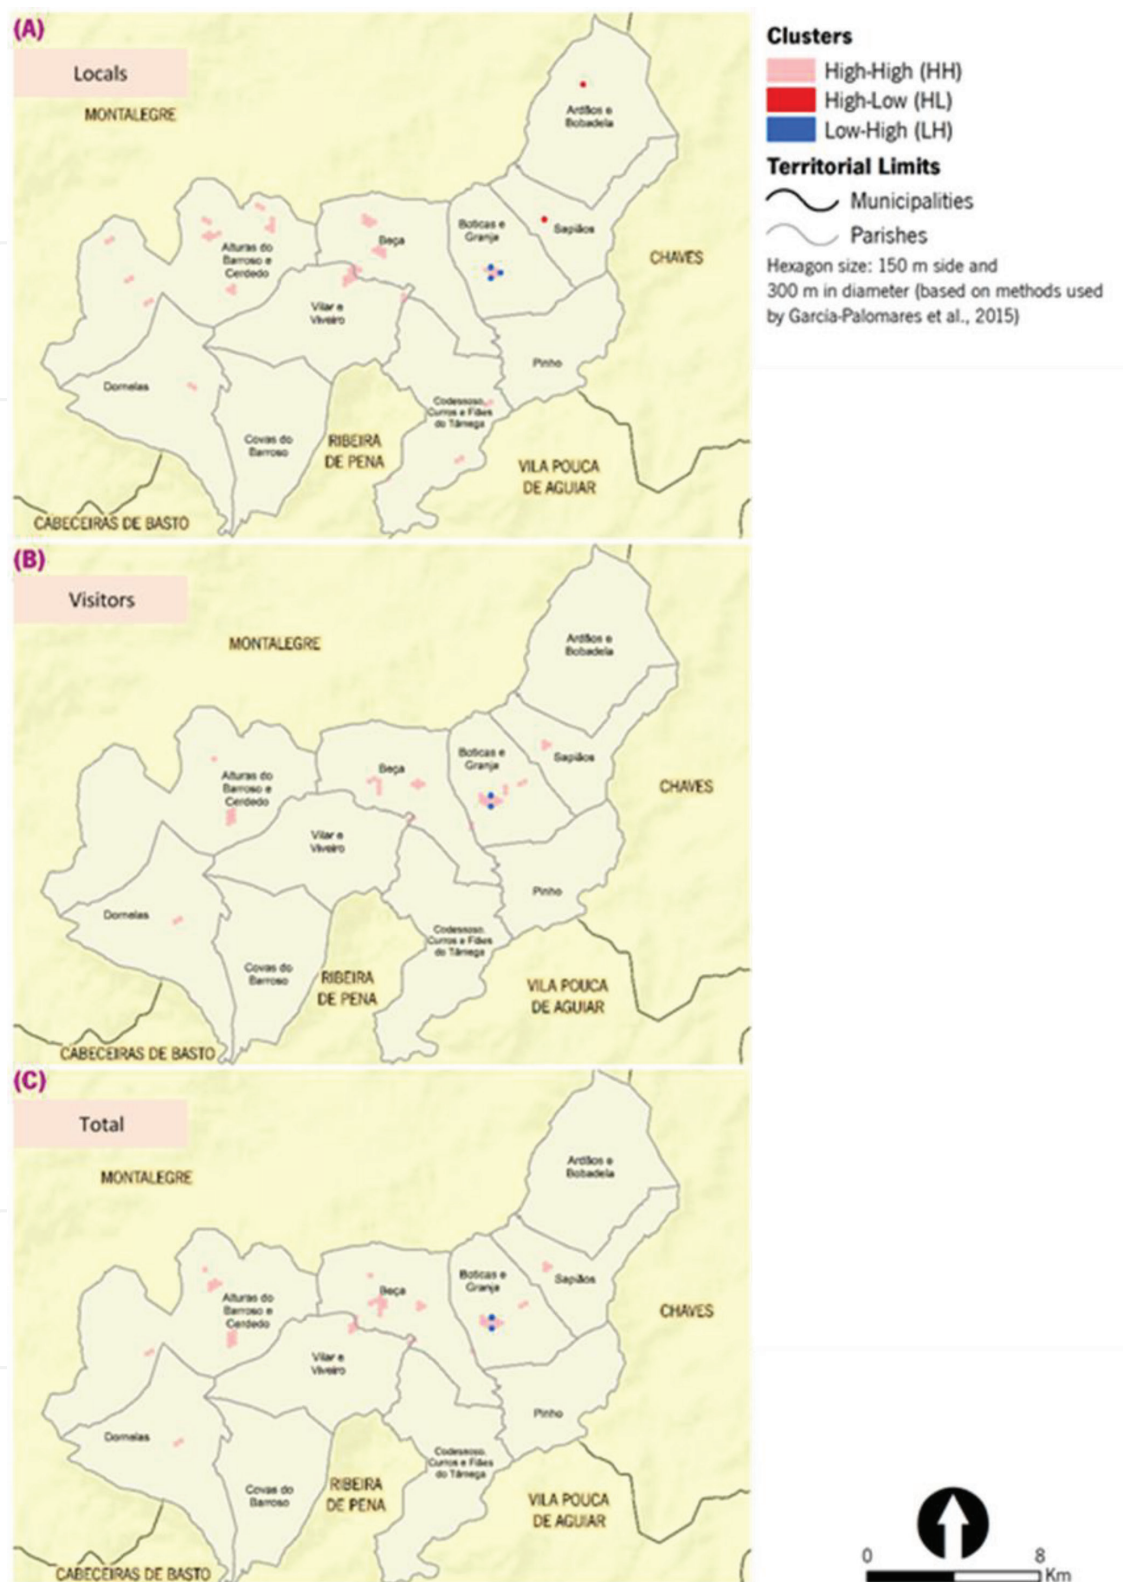 (A)
Locals
MONTALEGRE
Ardãos e
Bobadela
Boticas e
Granja
Sapiãos
Beça
Alturas do
Barroso e
Cerdedo
CHAVES
Vilar e
Viveiro
Pinho
Dornelas
Codessoso,
Curros e Fiães
do Tâmega
Covas do
Barroso
RIBEIRA
DE PENA
VILA POUCA
DE AGUIAR
CABECEIRAS DE BASTO
Clusters
High-High (HH)
High-Low (HL)
Low-High (LH)
Territorial Limits
Municipalities
Parishes
Hexagon size: 150 m side and
300 m in diameter (based on methods used
by García-Palomares et al., 2015)
(B)
Visitors
MONTALEGRE
Ardãos e
Bobadela
Boticas e
Granja
Sapiãos
Beça
Alturas do
Barroso e
Cerdedo
CHAVES
Vilar e
Viveiro
Pinho
Dornelas
Codessoso,
Curros e Fiães
do Tâmega
Covas do
Barroso
RIBEIRA
DE PENA
VILA POUCA
DE AGUIAR
CABECEIRAS DE BASTO
(C)
Total
MONTALEGRE
Ardãos e
Bobadela
Boticas e
Granja
Sapiãos
Beça
Alturas do
Barroso e
Cerdedo
CHAVES
Vilar e
Viveiro
Pinho
Dornelas
Codessoso,
Curros e Fiães
do Tâmega
Covas do
Barroso
RIBEIRA
DE PENA
VILA POUCA
DE AGUIAR
CABECEIRAS DE BASTO
0 8
Km